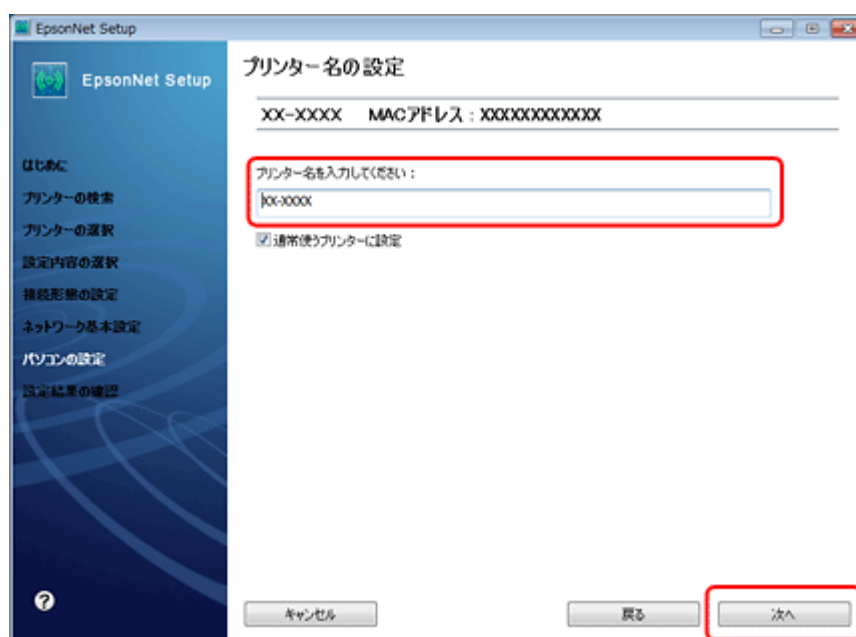 EpsonNet Setup
EpsonNet Setup
はじめに
プリンターの検索
プリンターの選択
設定内容の選択
接続形態の設定
ネットワーク基本設定
パソコンの設定
設定結果の確認
プリンター名の設定
XX-XXXX MACアドレス：XXXXXXXXXXXX
プリンター名を入力してください：
XX-XXXX
通常使うプリンターに設定
?
キャンセル
戻る
次へ